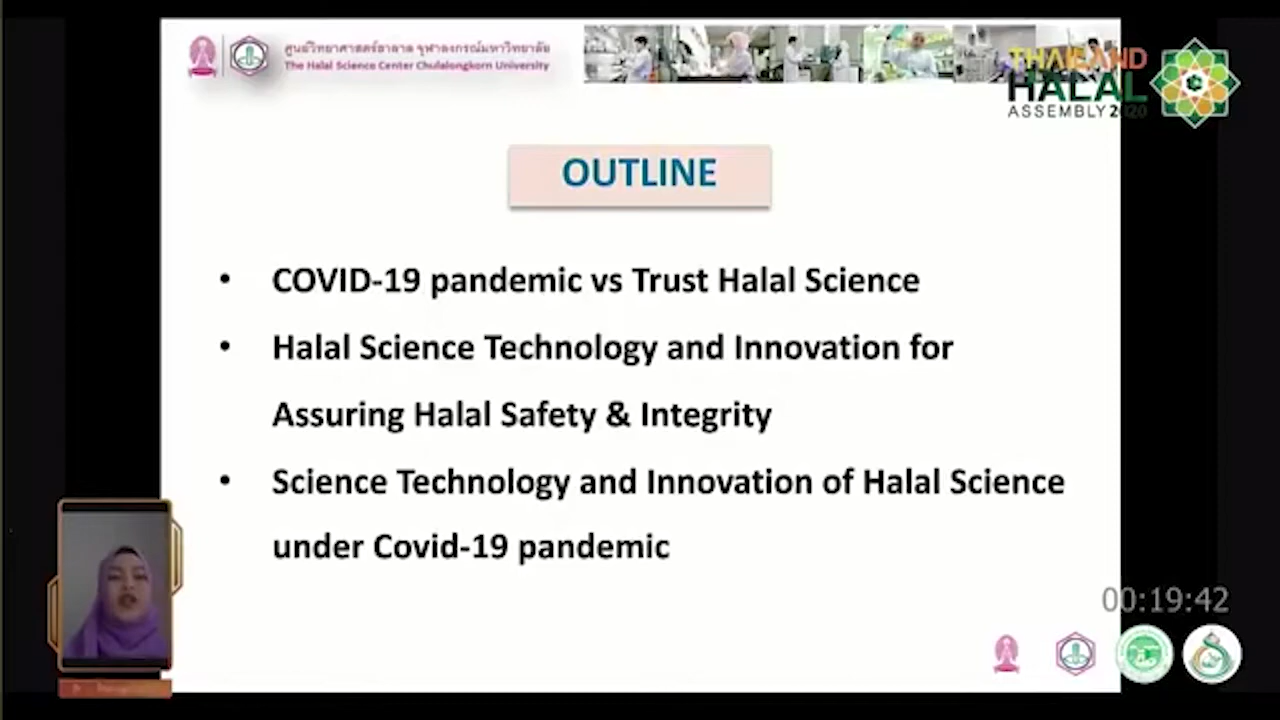 ศูนย์วิทยาศาสตร์ฮาลาล จุฬาลงกรณ์มหาวิทยาลัย
The Halal Science Center Chulalongkorn University
THAILAND
HALAL
ASSEMBLY 2020
OUTLINE
• COVID-19 pandemic vs Trust Halal Science
• Halal Science Technology and Innovation for
Assuring Halal Safety & Integrity
• Science Technology and Innovation of Halal Science
under Covid-19 pandemic
00:19:42